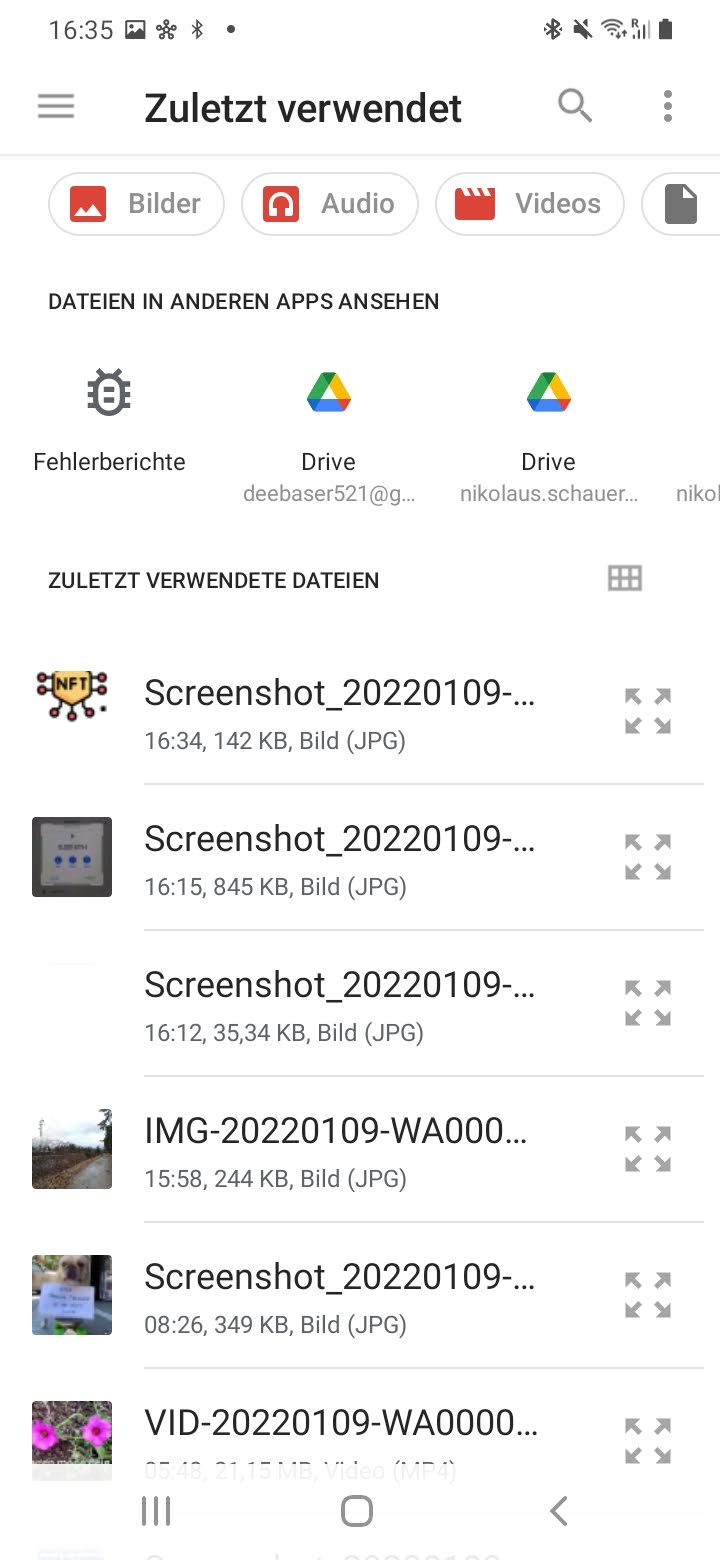 16:35
Zuletzt verwendet
Bilder
Audio
Videos
DATEIEN IN ANDEREN APPS ANSEHEN
Fehlerberichte
Drive
Drive
deebaser521@g…
nikolaus.schauer…
nikol
ZULETZT VERWENDETE DATEIEN
NFT
Screenshot_20220109-…
16:34, 142 KB, Bild (JPG)
Screenshot_20220109-…
16:15, 845 KB, Bild (JPG)
Screenshot_20220109-…
16:12, 35,34 KB, Bild (JPG)
IMG-20220109-WA000…
15:58, 244 KB, Bild (JPG)
Screenshot_20220109-…
08:26, 349 KB, Bild (JPG)
VID-20220109-WA0000…
05:48, 21,15 MB, Video (MP4)